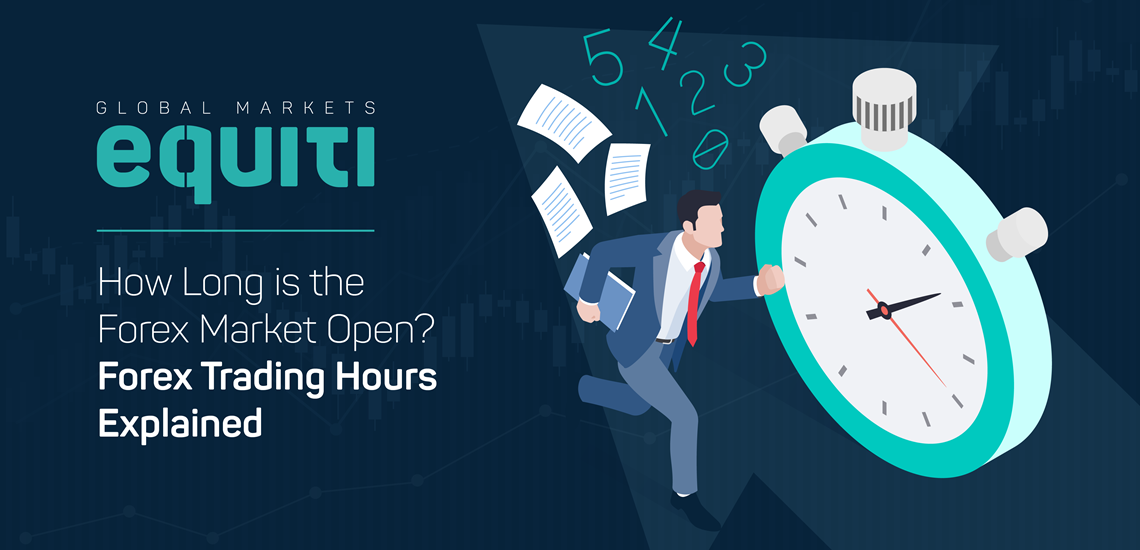 GLOBAL MARKETS
equiti
How Long is the
Forex Market Open?
Forex Trading Hours
Explained
5 4 3
1 2
0